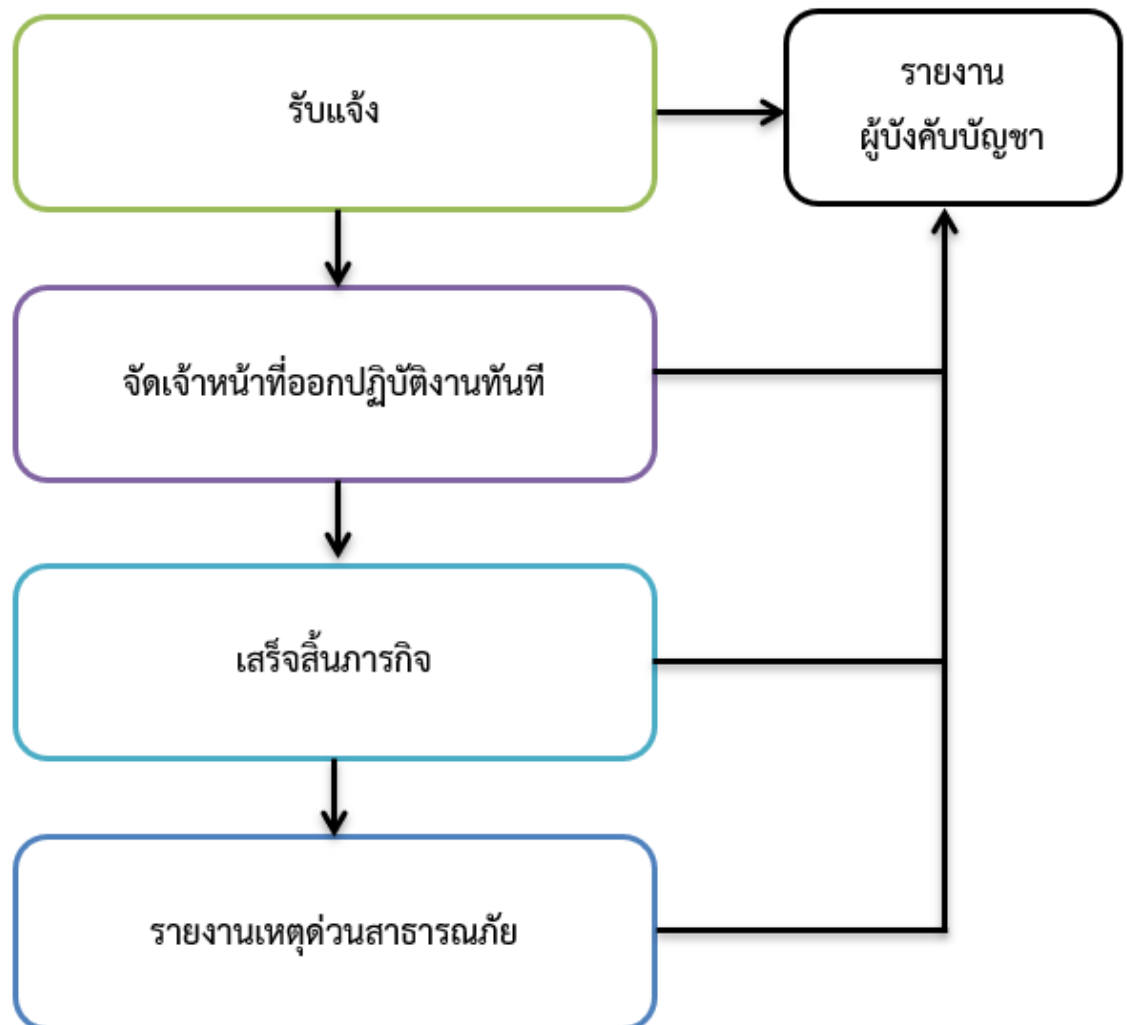 รับแจ้ง
รายงาน
ผู้บังคับบัญชา
จัดเจ้าหน้าที่ออกปฏิบัติงานทันที
เสร็จสิ้นภารกิจ
รายงานเหตุด่วนสาธารณภัย